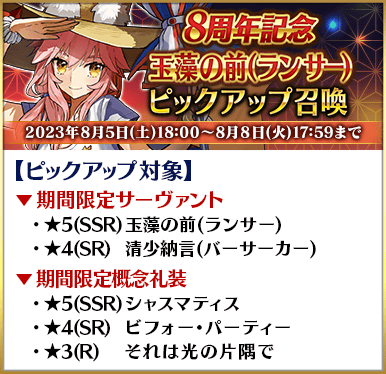 8周年記念
玉藻の前(ランサー)
ピックアップ召喚
2023年8月5日(土)18:00～8月8日(火)17:59まで
【ピックアップ対象】
▼期間限定サーヴァント
・★5(SSR)玉藻の前(ランサー)
・★4(SR) 清少納言(バーサーカー)
▼期間限定概念礼装
・★5(SSR)シャスマティス
・★4(SR) ビフォー・パーティー
・★3(R) それは光の片隅で